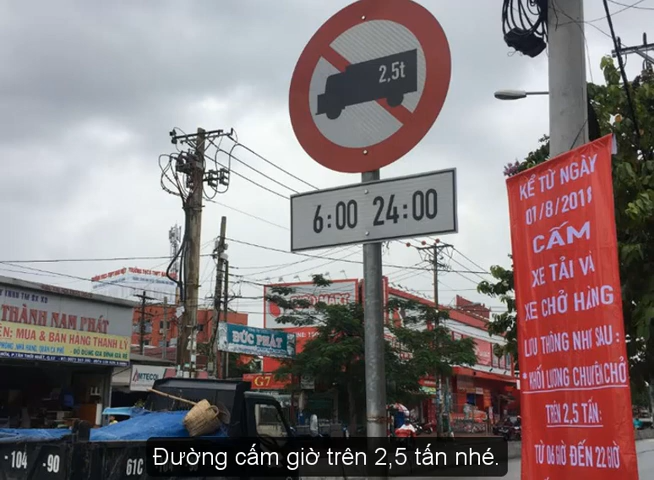 2,5t
6:00 24:00
KỂ TỪ NGÀY
01/8/2018
CẤM
XE TẢI VÀ
XE CHỞ HÀNG
LƯU THÔNG NHƯ SAU:
- KHỐI LƯỢNG CHUYÊN CHỞ
TRÊN 2,5 TẤN:
TỪ 06 GIỜ ĐẾN 22 GIỜ
THÀNH NAM PHÁT
MUA & BÁN HÀNG THANH LÝ
ĐỨC PHÁT
G7
MART
104 -90
61C
Đường cấm giờ trên 2,5 tấn nhé.